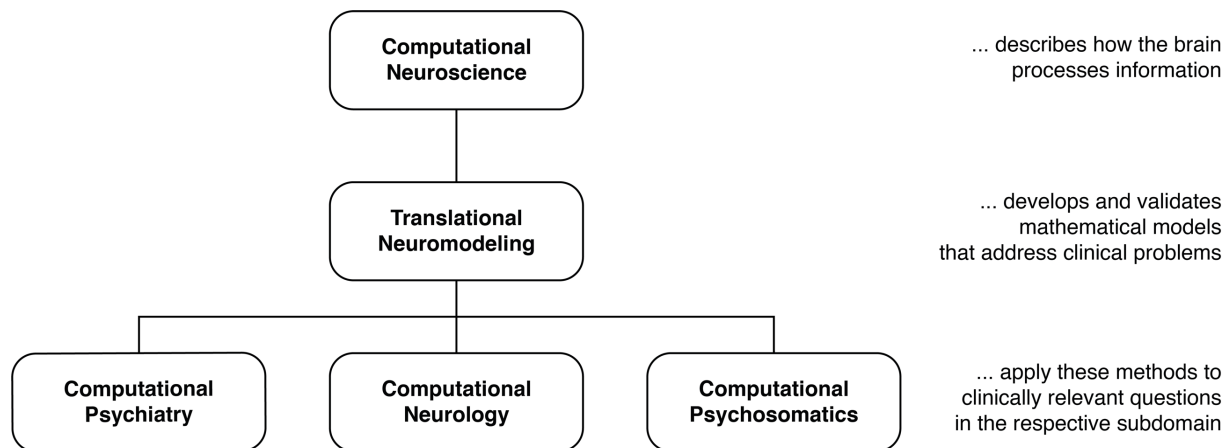 Computational
Neuroscience
... describes how the brain
processes information
Translational
Neuromodeling
... develops and validates
mathematical models
that address clinical problems
Computational
Psychiatry
Computational
Neurology
Computational
Psychosomatics
... apply these methods to
clinically relevant questions
in the respective subdomain